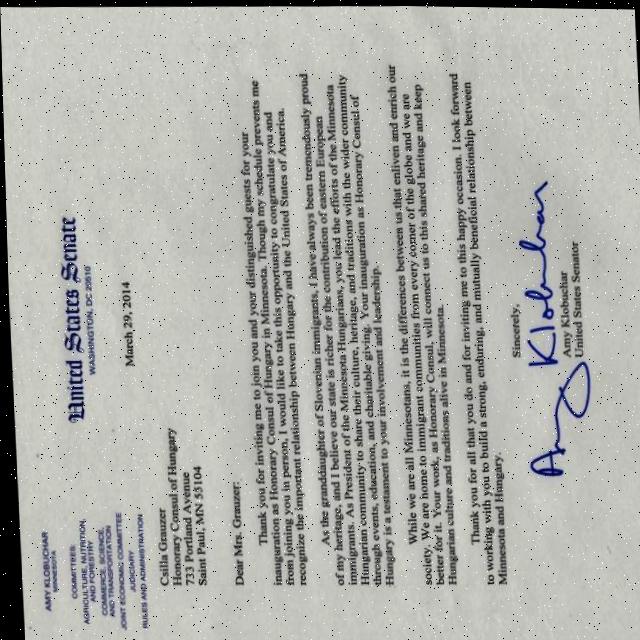 AMY KLOBUCHAR
MINNESOTA
COMMITTEES:
AGRICULTURE, NUTRITION,
AND FORESTRY
COMMERCE, SCIENCE,
AND TRANSPORTATION
JOINT ECONOMIC COMMITTEE
JUDICIARY
RULES AND ADMINISTRATION
United States Senate
WASHINGTON, DC 20510
March 29, 2014
Csilla Grauzer
Honorary Consul of Hungary
733 Portland Avenue
Saint Paul, MN 55104
Dear Mrs. Grauzer:
Thank you for inviting me to join you and your distinguished guests for your
inauguration as Honorary Consul of Hungary in Minnesota. Though my schedule prevents me
from joining you in person, I would like to take this opportunity to congratulate you and
recognize the important relationship between Hungary and the United States of America.
As the granddaughter of Slovenian immigrants, I have always been tremendously proud
of my heritage, and I believe our state is richer for the contribution of eastern European
immigrants. As President of the Minnesota Hungarians, you lead the efforts of the Minnesota
Hungarian community to share their culture, heritage, and traditions with the wider community
through events, education, and charitable giving. Your inauguration as Honorary Consul of
Hungary is a testament to your involvement and leadership.
While we are all Minnesotans, it is the differences between us that enliven and enrich our
society. We are home to immigrant communities from every corner of the globe and we are
better for it. Your work, as Honorary Consul, will connect us to this shared heritage and keep
Hungarian culture and traditions alive in Minnesota.
Thank you for all that you do and for inviting me to this happy occasion. I look forward
to working with you to build a strong, enduring, and mutually beneficial relationship between
Minnesota and Hungary.
Sincerely,
Amy Klobuchar
Amy Klobuchar
United States Senator